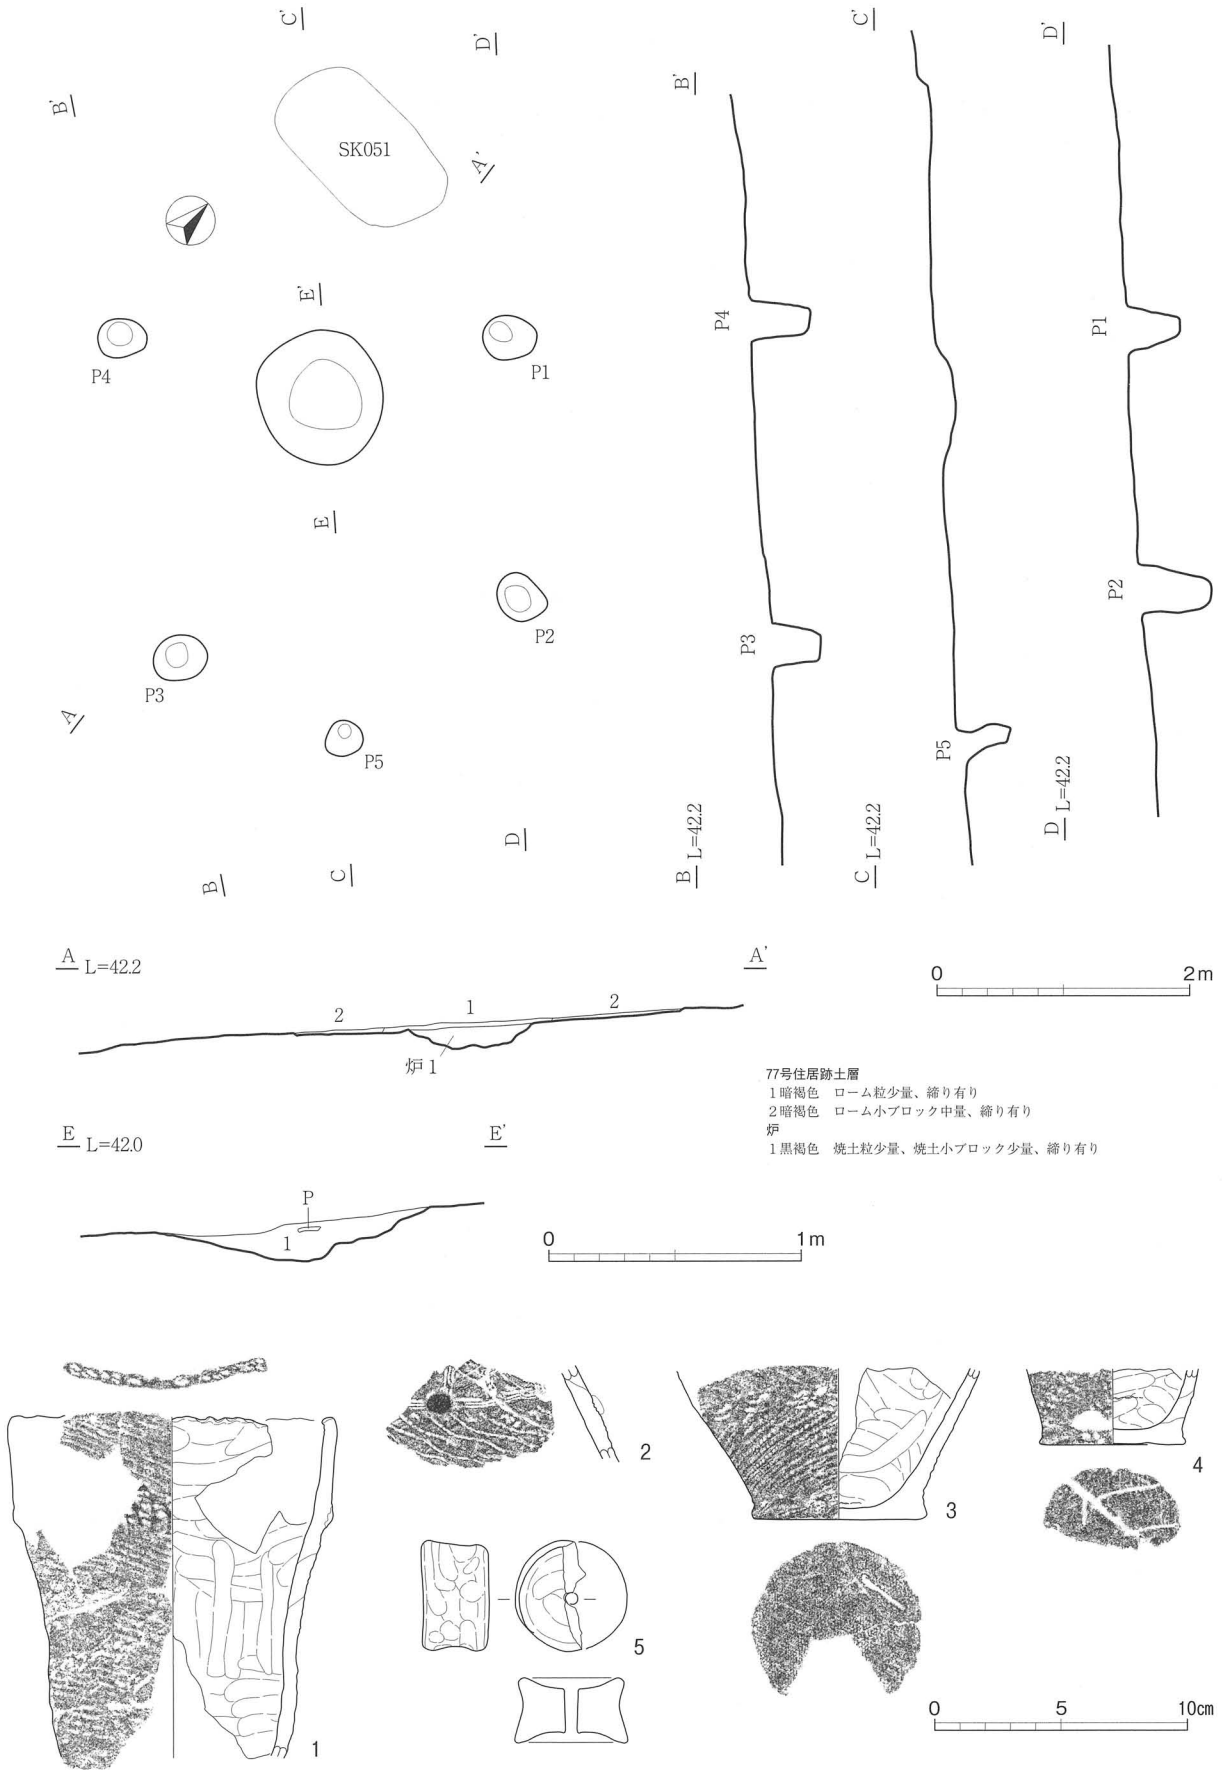 C'
D'
B'
SK051
A'
E'
P4
P1
E
P2
P3
A
P5
D
C
B
B'
P4
P3
B L=42.2
C'
P5
C L=42.2
D'
P1
P2
D L=42.2
A L=42.2
A'
2
1
2
炉1
0
2m
77号住居跡土層
1暗褐色 ローム粒少量、締り有り
2暗褐色 ローム小ブロック中量、締り有り
炉
1黒褐色 焼土粒少量、焼土小ブロック少量、締り有り
E L=42.0
E'
P
1
0
1m
1
2
3
4
5
0
5
10cm